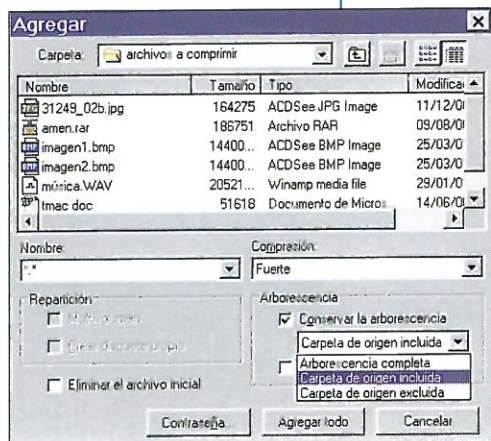 Agregar
Carpeta: archivos a comprimir
Nombre Tamaño Tipo Modificac
31249_02b.jpg 164275 ACDSee JPG Image 11/12/0
amen.rar 186751 Archivo RAR 09/08/0
imagen1.bmp 14400... ACDSee BMP Image 25/03/0
imagen2.bmp 14400... ACDSee BMP Image 25/03/0
música.WAV 20521... Winamp media file 29/01/0
tmac doc 51618 Documento de Micros 14/06/0
Nombre: Compresión:
*.* Fuerte
Repartición Arborescencia
Conservar la arborescencia
Carpeta de origen incluida
Arborescencia completa
Carpeta de origen incluida
Eliminar el archivo inicial Carpeta de origen excluida
Contraseña Agregar todo Cancelar